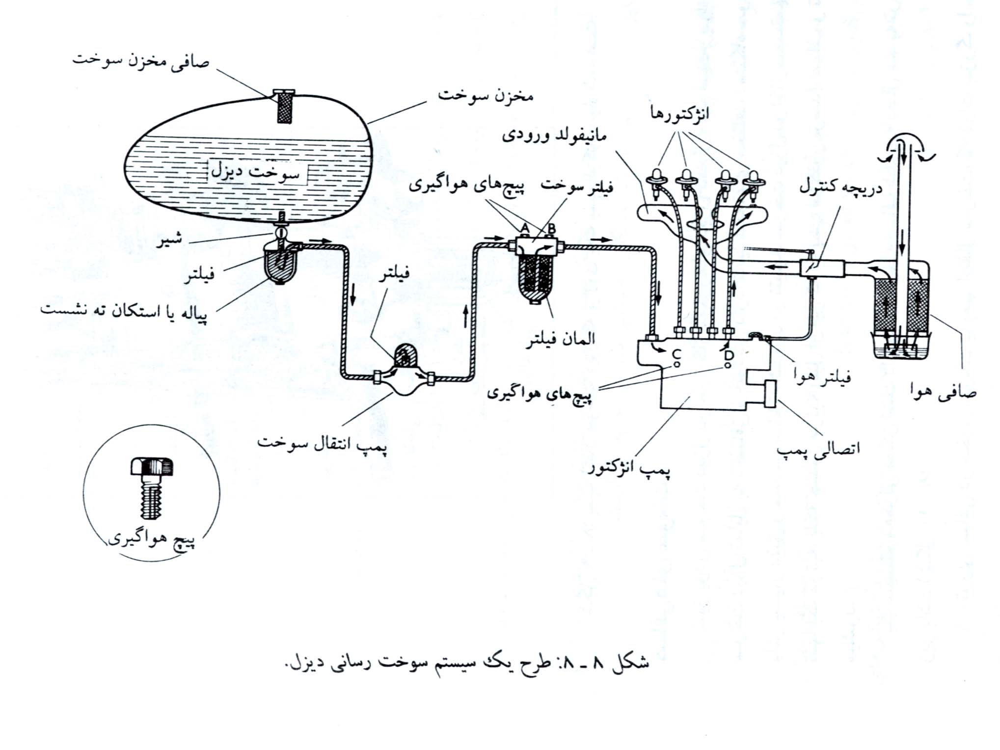 صافی مخزن سوخت
مخزن سوخت
انژکتورها
مانیفولد ورودی
سوخت دیزل
پیچ‌های هواگیری
فیلتر سوخت
دریچه کنترل
A
B
شیر
فیلتر
فیلتر
پیاله یا استکان ته نشست
المان فیلتر
C
D
پیچ‌های هواگیری
فیلتر هوا
صافی هوا
پمپ انتقال سوخت
پمپ انژکتور
اتصالی پمپ
پیچ هواگیری
شکل ۸ ـ ۸: طرح یک سیستم سوخت رسانی دیزل.